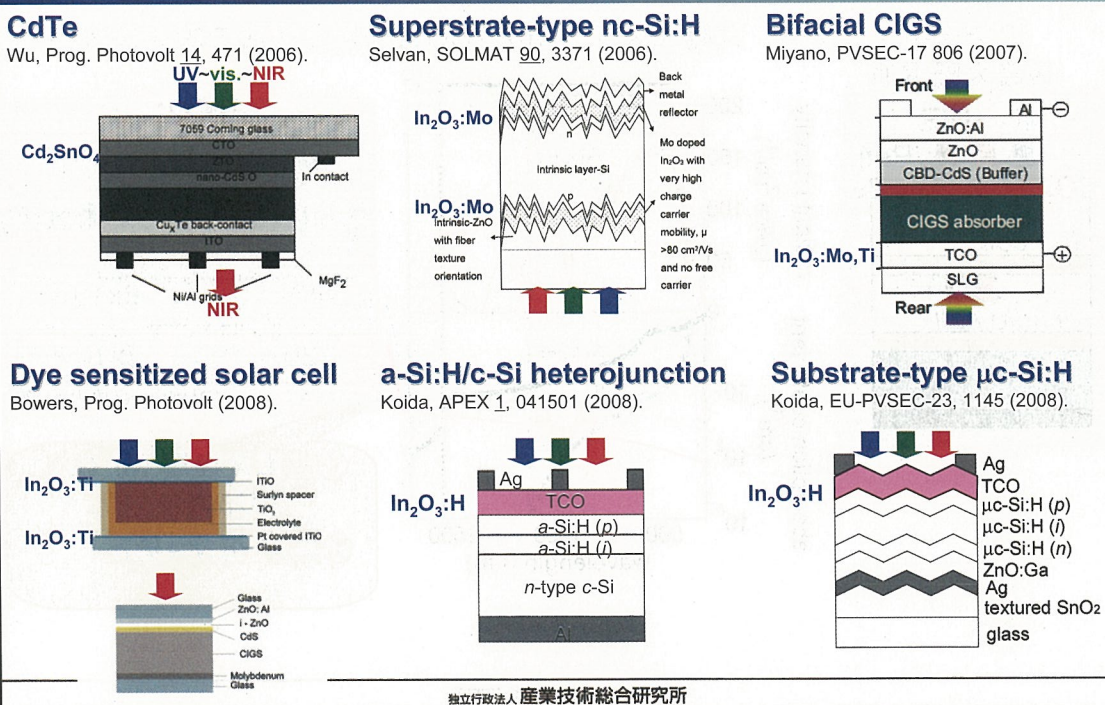 CdTe
Wu, Prog. Photovolt 14, 471 (2006).
UV~vis.~NIR
7059 Corning glass
CTO
Cd₂SnO₄
ZTO
nano-CdS:O
In contact
CuₓTe back-contact
ITO
MgF₂
Ni/Al grids
NIR
Superstrate-type nc-Si:H
Selvan, SOLMAT 90, 3371 (2006).
Back
metal
reflector
In₂O₃:Mo
n
Mo doped
In₂O₃ with
very high
charge
carrier
mobility, μ
>80 cm²/Vs
and no free
carrier
Intrinsic layer-Si
In₂O₃:Mo
p
Intrinsic-ZnO
with fiber
texture
orientation
Bifacial CIGS
Miyano, PVSEC-17 806 (2007).
Front
Al
ZnO:Al
ZnO
CBD-CdS (Buffer)
CIGS absorber
In₂O₃:Mo,Ti
TCO
SLG
Rear
Dye sensitized solar cell
Bowers, Prog. Photovolt (2008).
In₂O₃:Ti
ITiO
Surlyn spacer
TiO₂
Electrolyte
In₂O₃:Ti
Pt covered ITiO
Glass
Glass
ZnO: Al
i - ZnO
CdS
CIGS
Molybdenum
Glass
a-Si:H/c-Si heterojunction
Koida, APEX 1, 041501 (2008).
Ag
In₂O₃:H
TCO
a-Si:H (p)
a-Si:H (i)
n-type c-Si
Al
Substrate-type μc-Si:H
Koida, EU-PVSEC-23, 1145 (2008).
Ag
In₂O₃:H
TCO
μc-Si:H (p)
μc-Si:H (i)
μc-Si:H (n)
ZnO:Ga
Ag
textured SnO₂
glass
独立行政法人 産業技術総合研究所